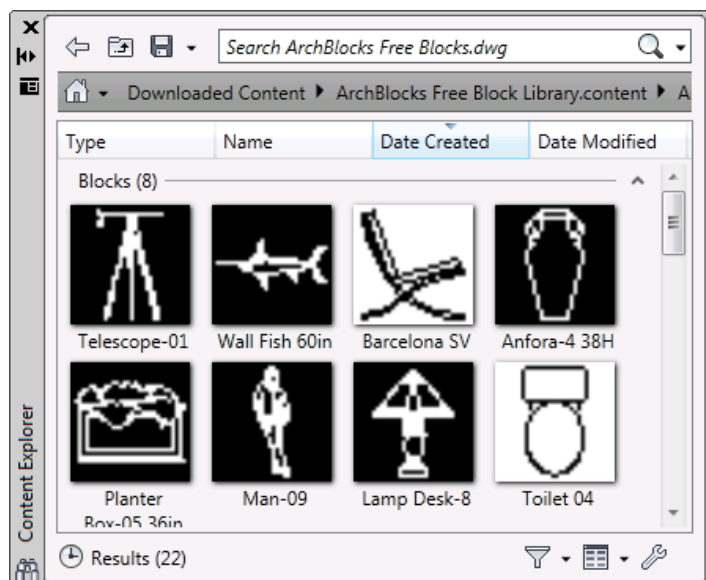 Search ArchBlocks Free Blocks.dwg
Downloaded Content ArchBlocks Free Block Library.content A
Type Name Date Created Date Modified
Blocks (8)
Telescope-01 Wall Fish 60in Barcelona SV Anfora-4 38H
Planter Man-09 Lamp Desk-8 Toilet 04
Box-05 36in
Content Explorer
Results (22)